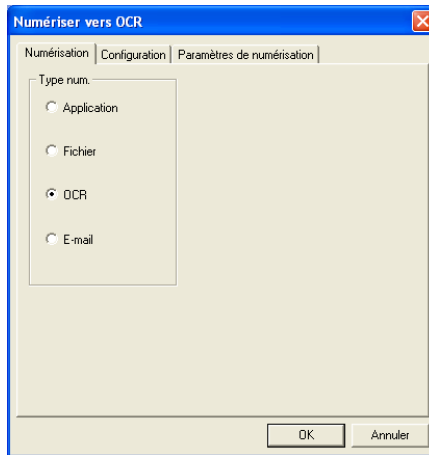 Numériser vers OCR
Numérisation Configuration Paramètres de numérisation
Type num.
Application
Fichier
OCR
E-mail
OK Annuler